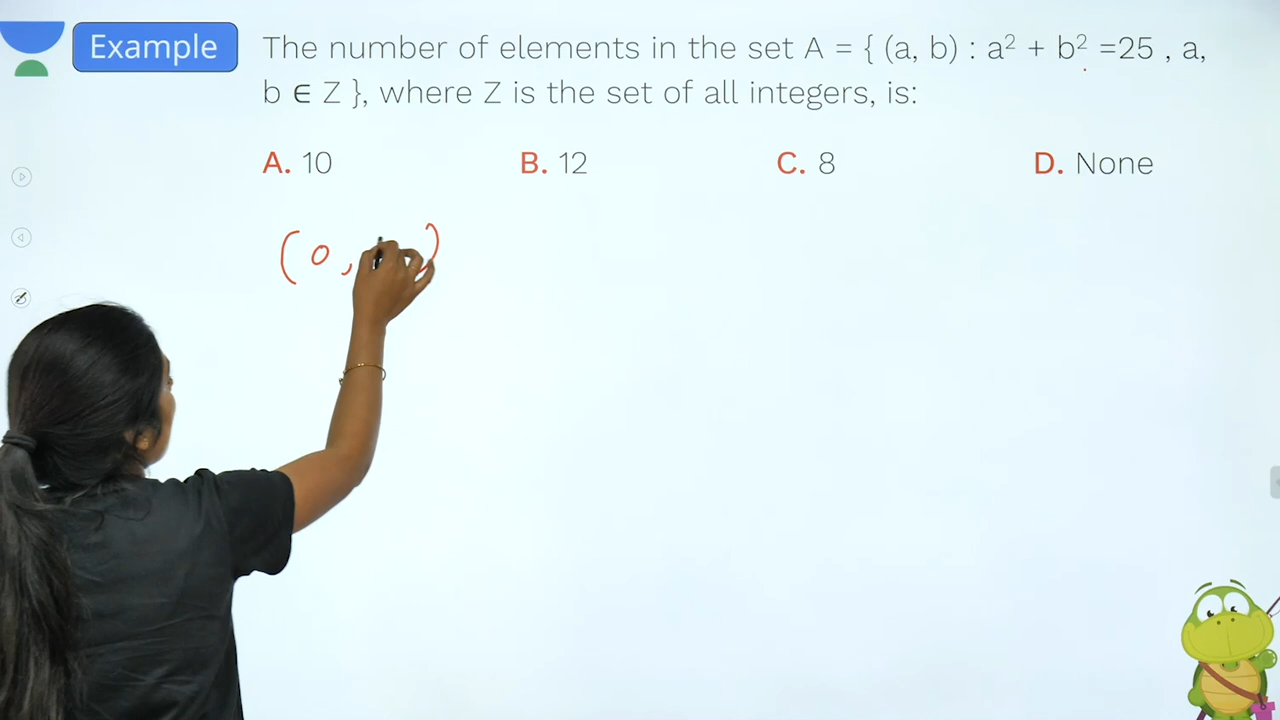 Example
The number of elements in the set A = { (a, b) : a² + b² =25 , a,
b ∈ Z }, where Z is the set of all integers, is:
A. 10 B. 12 C. 8 D. None
(0, )